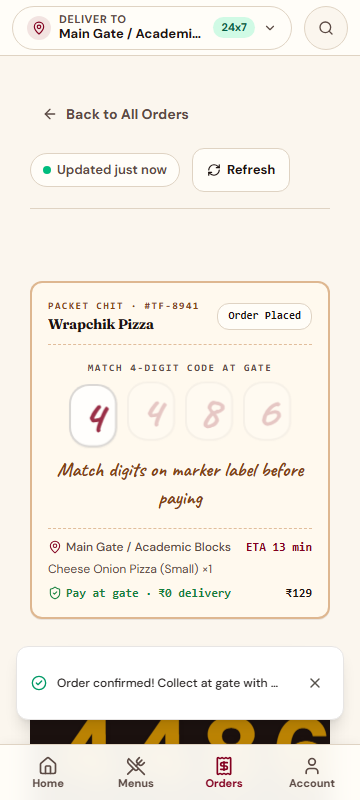 DELIVER TO
Main Gate / Academi...
24x7
Back to All Orders
Updated just now
Refresh
PACKET CHIT · #TF-8941
Wrapchik Pizza
Order Placed
MATCH 4-DIGIT CODE AT GATE
4 4 8 6
Match digits on marker label before
paying
Main Gate / Academic Blocks
ETA 13 min
Cheese Onion Pizza (Small) ×1
Pay at gate · ₹0 delivery
₹129
Order confirmed! Collect at gate with ...
4486
Home
Menus
Orders
Account